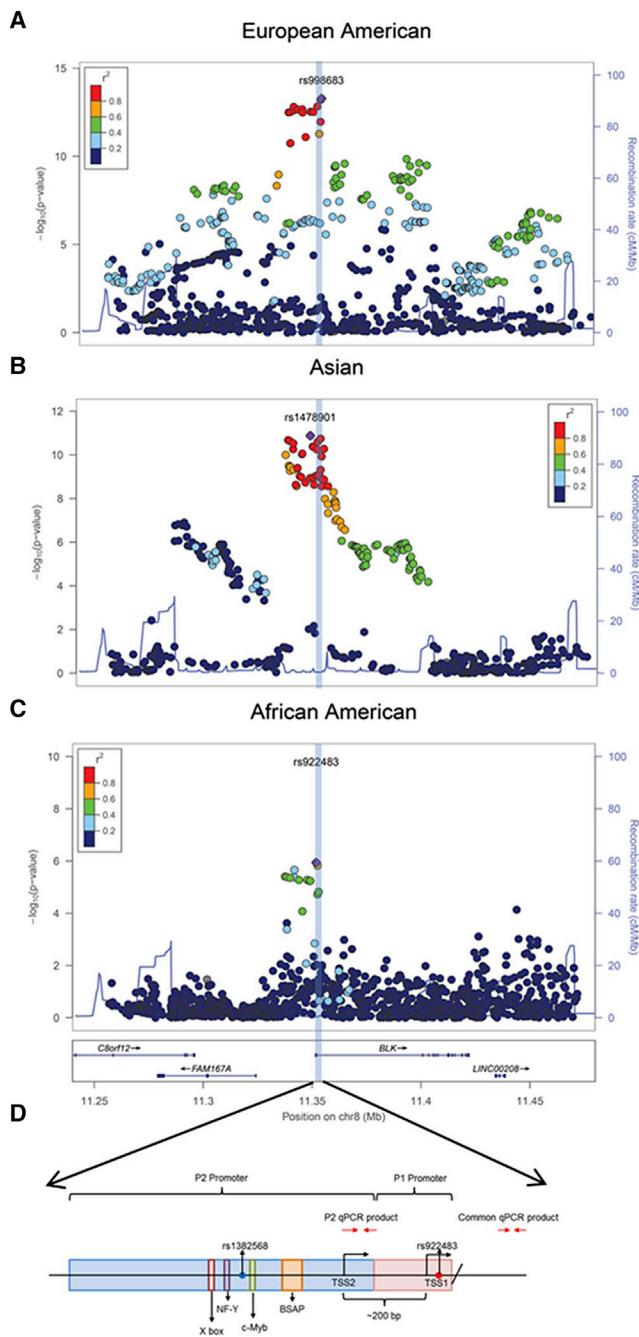 A
European American
rs998683
r²
0.8
0.6
0.4
0.2
15
10
5
0
−log₁₀(p−value)
100
80
60
40
20
0
Recombination rate (cM/Mb)
B
Asian
rs1478901
r²
0.8
0.6
0.4
0.2
12
10
8
6
4
2
0
−log₁₀(p−value)
100
80
60
40
20
0
Recombination rate (cM/Mb)
C
African American
rs922483
r²
0.8
0.6
0.4
0.2
10
8
6
4
2
0
−log₁₀(p−value)
100
80
60
40
20
0
Recombination rate (cM/Mb)
C8orf12→
BLK→
←FAM167A
LINC00208→
11.25 11.3 11.35 11.4 11.45
Position on chr8 (Mb)
D
P2 Promoter P1 Promoter
P2 qPCR product Common qPCR product
rs1382568 rs922483
TSS2 TSS1
NF-Y BSAP ~200 bp
c-Myb
X box